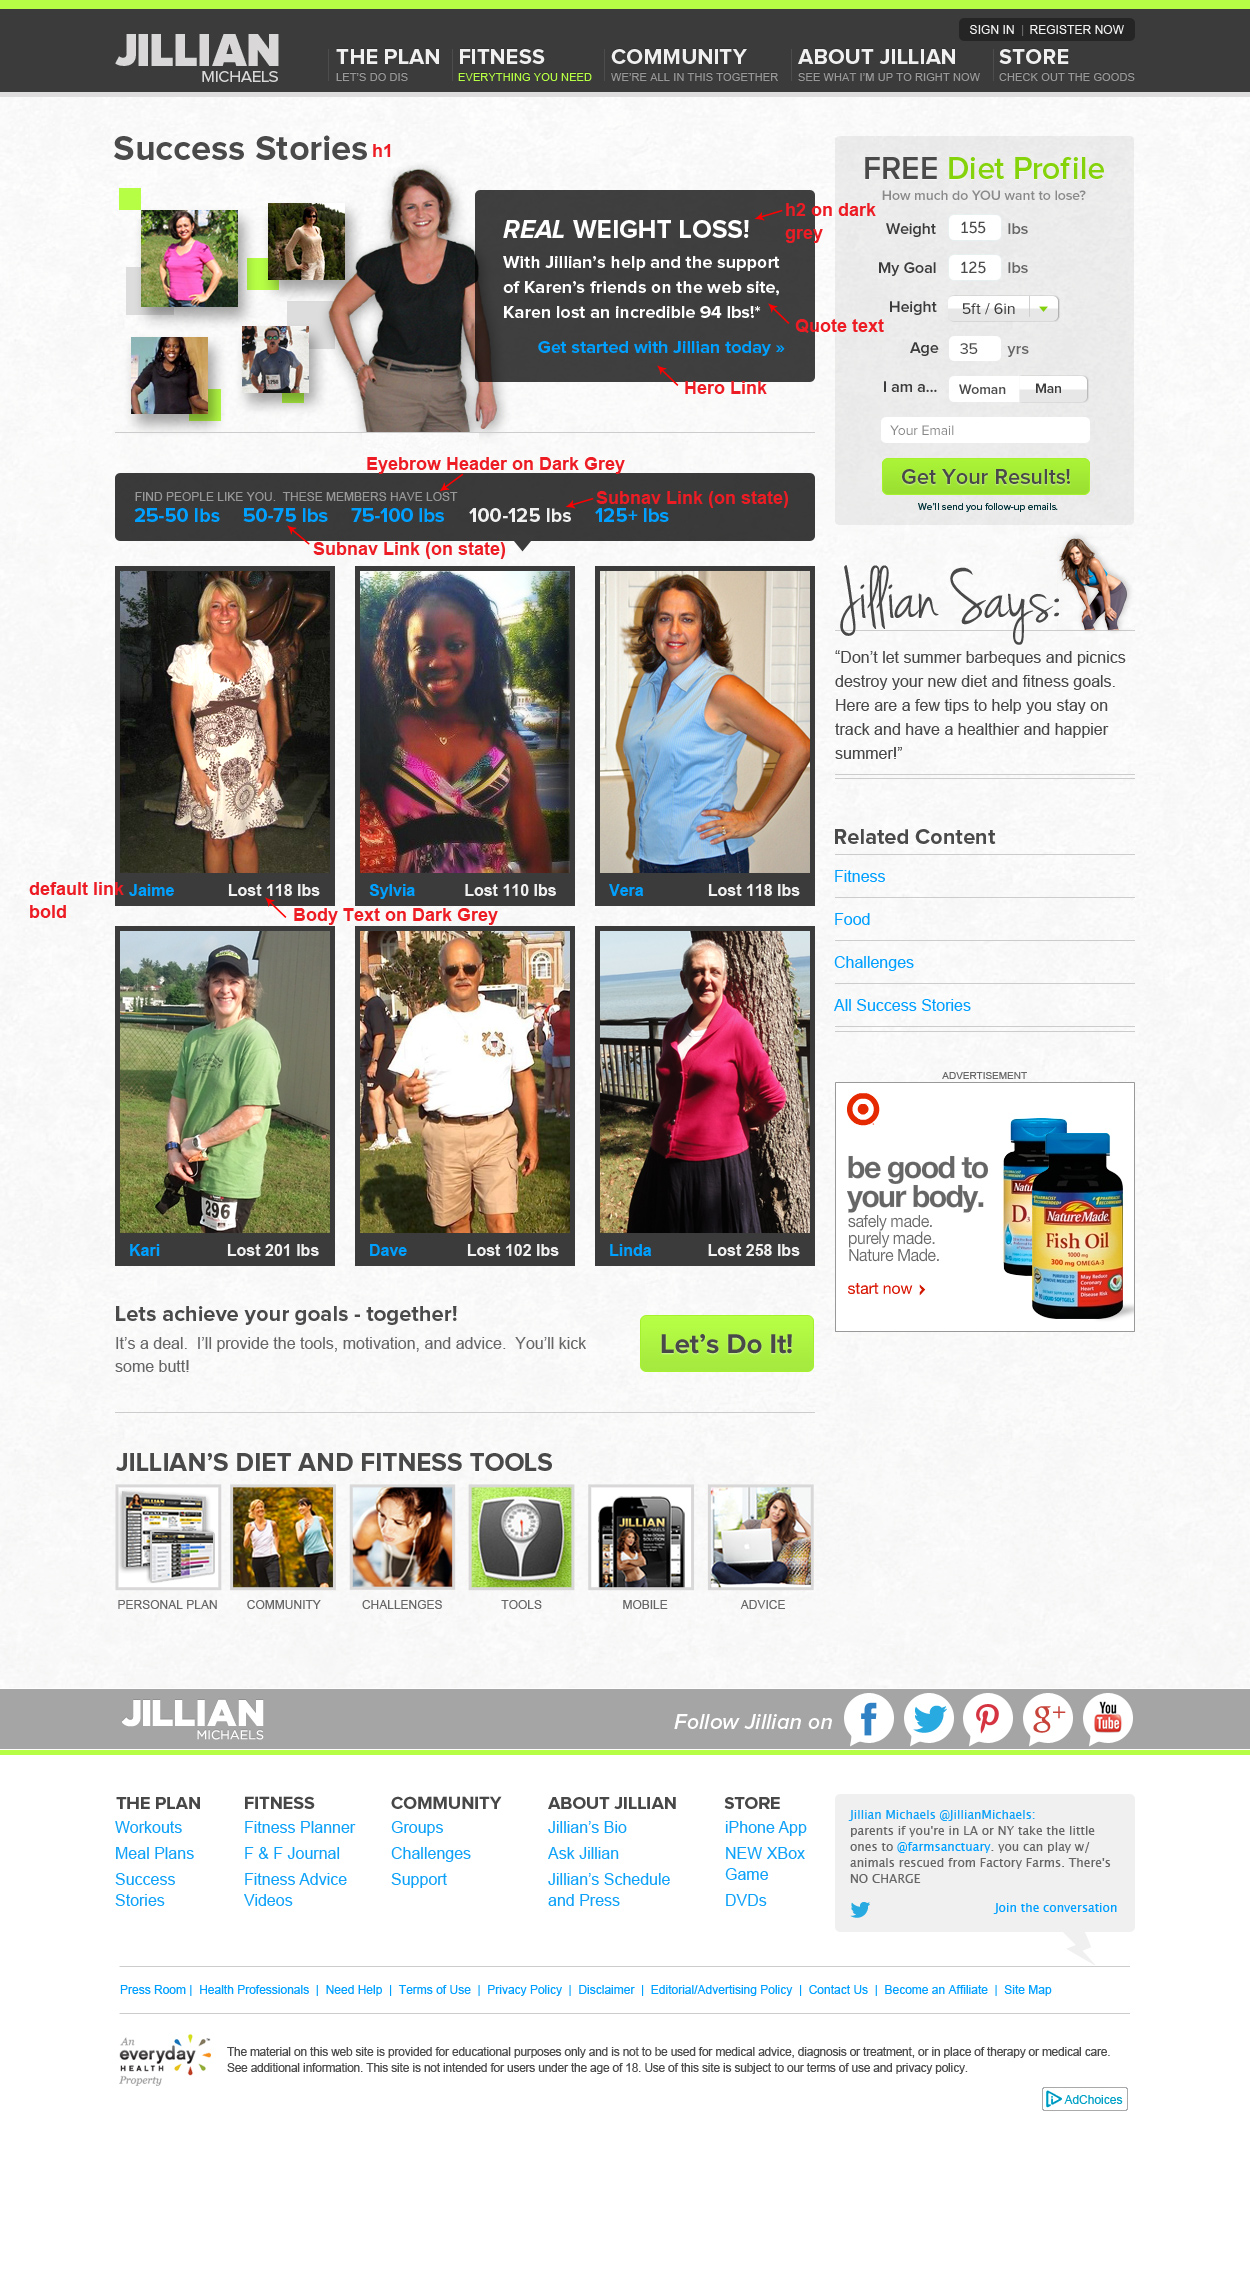 SIGN IN | REGISTER NOW
JILLIAN
MICHAELS
THE PLAN
LET'S DO DIS
FITNESS
EVERYTHING YOU NEED
COMMUNITY
WE'RE ALL IN THIS TOGETHER
ABOUT JILLIAN
SEE WHAT I'M UP TO RIGHT NOW
STORE
CHECK OUT THE GOODS
Success Stories h1
REAL WEIGHT LOSS!
h2 on dark
grey
With Jillian's help and the support
of Karen's friends on the web site,
Karen lost an incredible 94 lbs!*
Quote text
Get started with Jillian today »
Hero Link
FREE Diet Profile
How much do YOU want to lose?
Weight 155 lbs
My Goal 125 lbs
Height 5ft / 6in
Age 35 yrs
I am a... Woman Man
Your Email
Get Your Results!
We'll send you follow-up emails.
Eyebrow Header on Dark Grey
FIND PEOPLE LIKE YOU. THESE MEMBERS HAVE LOST
Subnav Link (on state)
25-50 lbs 50-75 lbs 75-100 lbs 100-125 lbs 125+ lbs
Subnav Link (on state)
Jillian Says:
“Don't let summer barbeques and picnics
destroy your new diet and fitness goals.
Here are a few tips to help you stay on
track and have a healthier and happier
summer!”
default link
bold
Jaime Lost 118 lbs
Sylvia Lost 110 lbs
Vera Lost 118 lbs
Body Text on Dark Grey
Related Content
Fitness
Food
Challenges
All Success Stories
296
Kari Lost 201 lbs
Dave Lost 102 lbs
Linda Lost 258 lbs
ADVERTISEMENT
be good to
your body.
safely made.
purely made.
Nature Made.
start now
Nature Made
Fish Oil
1000 mg
300 mg OMEGA-3
Lets achieve your goals - together!
It's a deal. I'll provide the tools, motivation, and advice. You'll kick
some butt!
Let's Do It!
JILLIAN'S DIET AND FITNESS TOOLS
JILLIAN
PERSONAL PLAN
COMMUNITY
CHALLENGES
TOOLS
MOBILE
ADVICE
JILLIAN
MICHAELS
Follow Jillian on
f
g+
You
Tube
THE PLAN
Workouts
Meal Plans
Success
Stories
FITNESS
Fitness Planner
F & F Journal
Fitness Advice
Videos
COMMUNITY
Groups
Challenges
Support
ABOUT JILLIAN
Jillian's Bio
Ask Jillian
Jillian's Schedule
and Press
STORE
iPhone App
NEW XBox
Game
DVDs
Jillian Michaels @JillianMichaels:
parents if you're in LA or NY take the little
ones to @farmsanctuary. you can play w/
animals rescued from Factory Farms. There's
NO CHARGE
Join the conversation
Press Room | Health Professionals | Need Help | Terms of Use | Privacy Policy | Disclaimer | Editorial/Advertising Policy | Contact Us | Become an Affiliate | Site Map
An
everyday
HEALTH
Property
The material on this web site is provided for educational purposes only and is not to be used for medical advice, diagnosis or treatment, or in place of therapy or medical care.
See additional information. This site is not intended for users under the age of 18. Use of this site is subject to our terms of use and privacy policy.
AdChoices